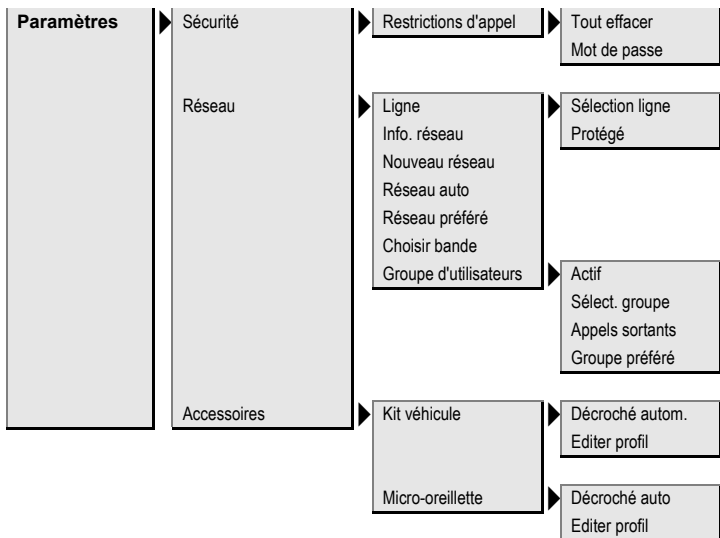 Paramètres Sécurité Restrictions d'appel Tout effacer
Mot de passe
Réseau Ligne Sélection ligne
Info. réseau Protégé
Nouveau réseau
Réseau auto
Réseau préféré
Choisir bande
Groupe d'utilisateurs Actif
Sélect. groupe
Appels sortants
Groupe préféré
Accessoires Kit véhicule Décroché autom.
Editer profil
Micro-oreillette Décroché auto
Editer profil